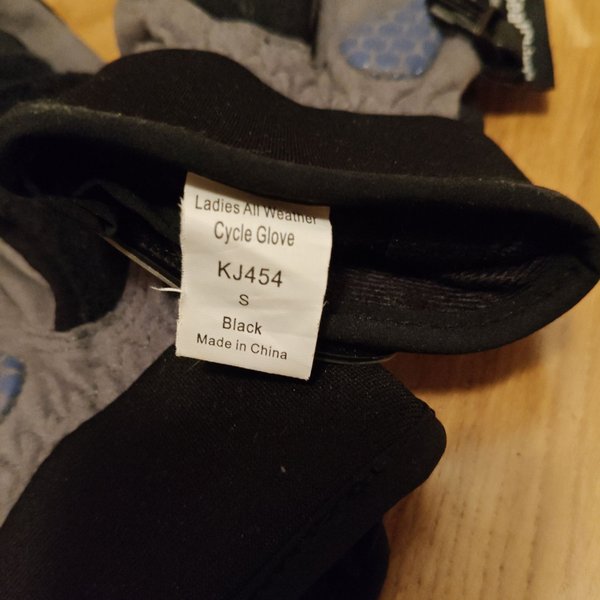 Ladies All Weather
Cycle Glove
KJ454
S
Black
Made in China